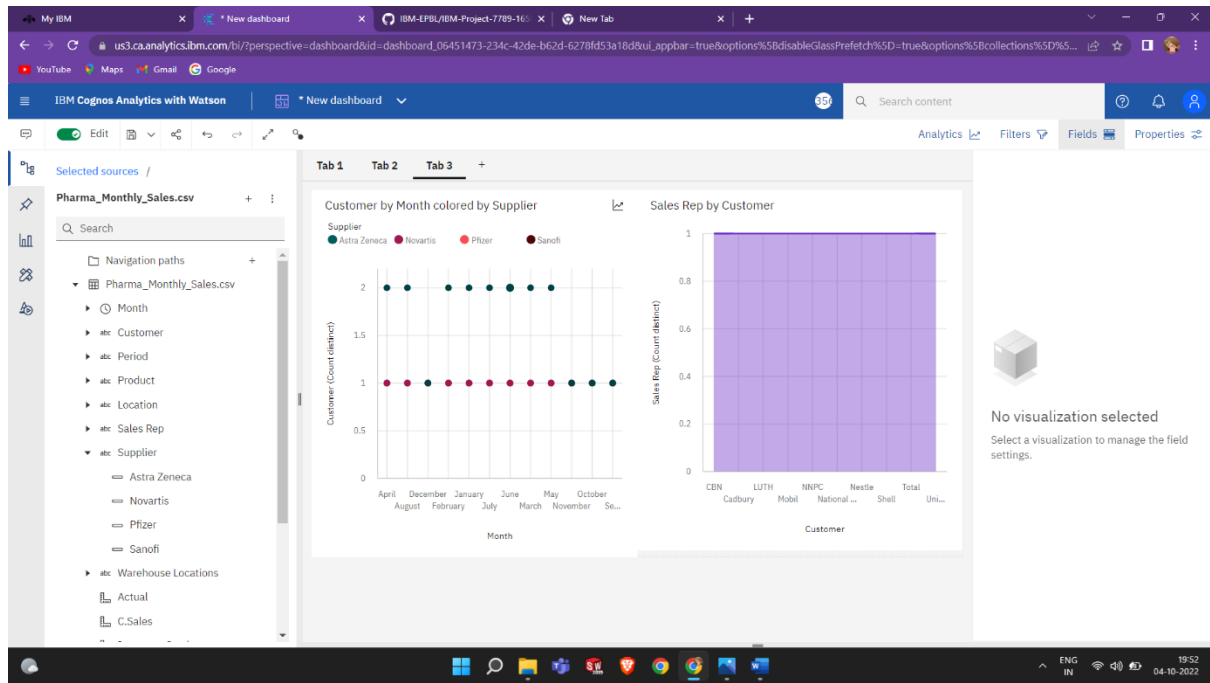 My IBM
* New dashboard
IBM-EPBL/IBM-Project-7789-165
New Tab
us3.ca.analytics.ibm.com/bi/?perspective=dashboard&id=dashboard_06451473-234c-42de-b62d-6278fd53a18d&ui_appbar=true&options%5BdisableGlassPrefetch%5D=true&options%5Bcollections%5D%5...
YouTube Maps Gmail Google
IBM Cognos Analytics with Watson
* New dashboard
Search content
Edit
Analytics Filters Fields Properties
Selected sources /
Pharma_Monthly_Sales.csv
Search
Navigation paths
Pharma_Monthly_Sales.csv
Month
abc Customer
abc Period
abc Product
abc Location
abc Sales Rep
abc Supplier
Astra Zeneca
Novartis
Pfizer
Sanofi
abc Warehouse Locations
Actual
C.Sales
Tab 1 Tab 2 Tab 3 +
Customer by Month colored by Supplier
Supplier
Astra Zeneca Novartis Pfizer Sanofi
Customer (Count distinct)
2
1.5
1
0.5
0
April December January June May October
August February July March November Se...
Month
Sales Rep by Customer
Sales Rep (Count distinct)
1
0.8
0.6
0.4
0.2
0
CBN LUTH NNPC Nestle Total
Cadbury Mobil National ... Shell Uni...
Customer
No visualization selected
Select a visualization to manage the field
settings.
ENG
IN
19:52
04-10-2022